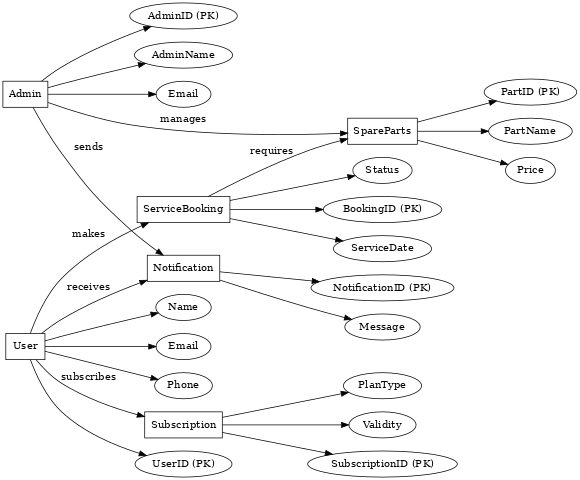 AdminID (PK)
AdminName
Admin
Email
PartID (PK)
manages
SpareParts
PartName
sends
requires
Price
Status
ServiceBooking
BookingID (PK)
makes
ServiceDate
Notification
receives
NotificationID (PK)
Name
Message
User
Email
subscribes
Phone
PlanType
Subscription
Validity
UserID (PK)
SubscriptionID (PK)